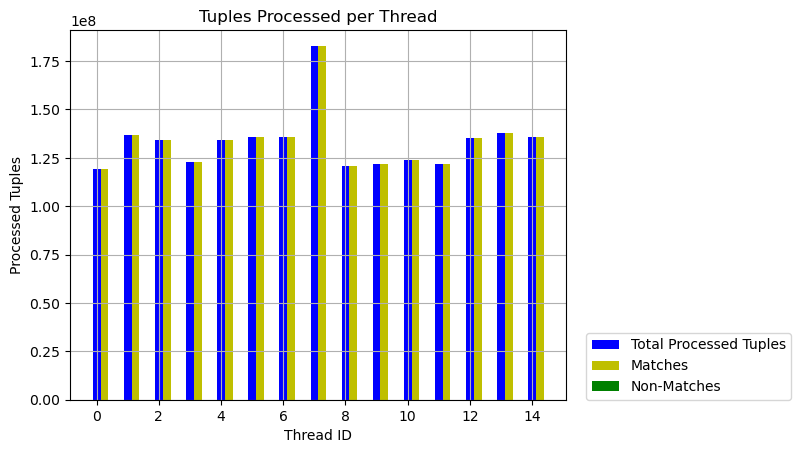 Tuples Processed per Thread
1e8
1.75
1.50
1.25
1.00
0.75
0.50
0.25
0.00
Processed Tuples
0 2 4 6 8 10 12 14
Thread ID
Total Processed Tuples
Matches
Non-Matches